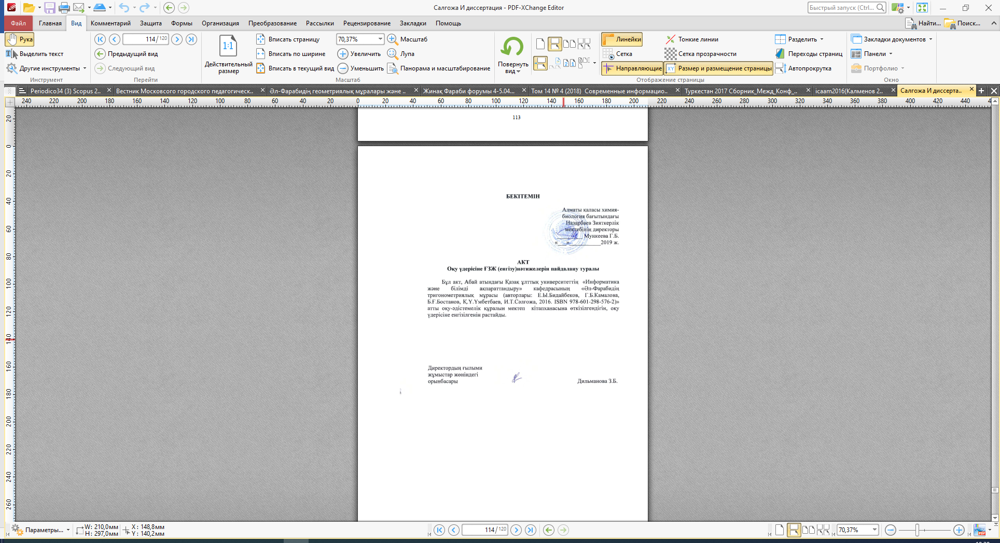 Салгожа И диссертация - PDF-XChange Editor
Быстрый запуск (Ctrl...
Файл Главная Вид Комментарий Защита Формы Организация Преобразование Рассылки Рецензирование Закладки Помощь
Найти... Поиск...
Рука
Выделить текст
Другие инструменты
Инструмент
114 / 120
Предыдущий вид
Следующий вид
Перейти
1:1
Действительный размер
Вписать страницу
Вписать по ширине
Вписать в текущий вид
70,37%
Увеличить
Уменьшить
Масштаб
Лупа
Панорама и масштабирование
Масштаб
Повернуть вид
Линейки
Сетка
Направляющие
Тонкие линии
Сетка прозрачности
Размер и размещение страницы
Отображение страницы
Разделить
Переходы страниц
Автопрокрутка
Закладки документов
Панели
Портфолио
Окно
Periodico34 (3) Scopus 2..
Вестник Московсого городского педагогическ..
Әл-Фарабидің геометриялық мұралары және ..
Жинақ Фараби форумы 4-5.04...
Том 14 № 4 (2018) Современные информацио..
Туркестан 2017 Сборник_Межд_Конф_..
icaam2016(Калменов 2..
Салгожа И диссерта..
240 220 200 180 160 140 120 100 80 60 40 20 0 20 40 60 80 100 120 140 160 180 200 220 240 260 280 300 320 340 360 380 400 420 440
20 0 20 40 60 80 100 120 140 160 180 200 220 240 260
113
БЕКІТЕМІН
Алматы қаласы химия-
биология бағытындағы
Назарбаев Зияткерлік
мектебінің директоры
________ Мункеева Г.Б.
«___»____________2019 ж.
АКТ
Оқу үдерісіне ҒЗЖ (енгізу)нәтижелерін пайдалану туралы
Бұл акт, Абай атындағы Қазақ ұлттық университеттің «Информатика
және білімді ақпараттандыру» кафедрасының «Әл-Фарабидің
тригонометриялық мұрасы (авторлары: Е.Ы.Бидайбеков, Г.Б.Камалова,
Б.Ғ.Бостанов, Қ.Ү.Үмбетбаев, И.Т.Сәлғожа, 2016. ISBN 978-601-298-576-2)»
атты оқу-әдістемелік құралын мектеп кітапханасына өткізілгендігін, оқу
үдерісіне енгізілгенін растайды.
Директордың ғылыми
жұмыстар жөніндегі
орынбасары
Дильманова З.Б.
Параметры...
W: 210,0мм
H: 297,0мм
X: 148,8мм
Y: 140,2мм
114 / 120
70,37%